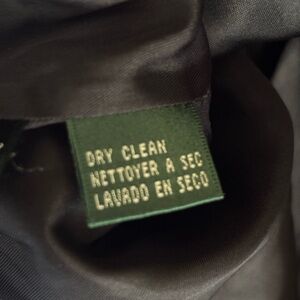 DRY CLEAN
NETTOYER A SEC
LAVADO EN SECO